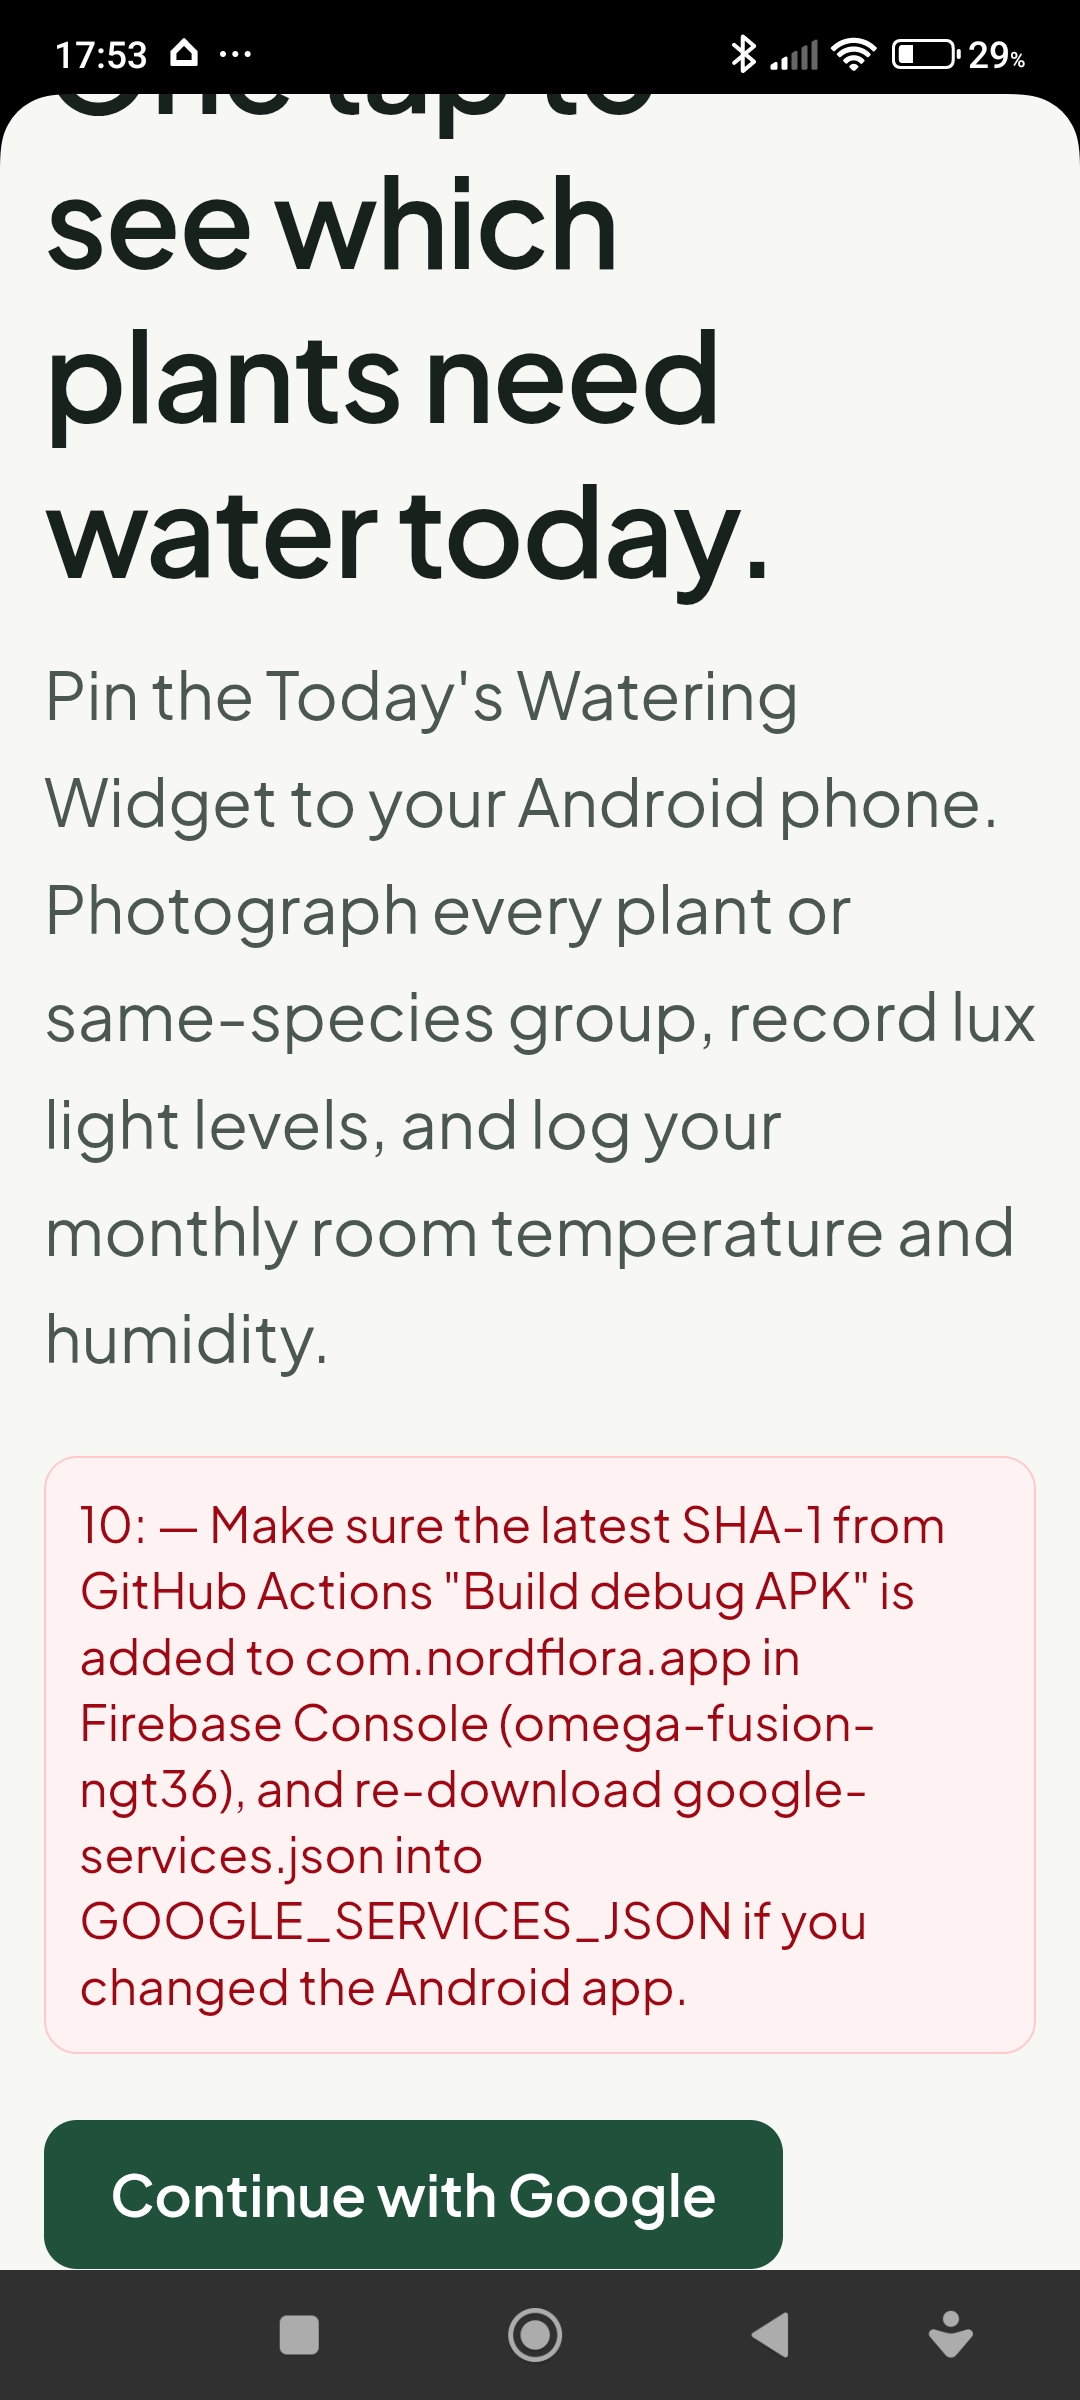 17:53
29%
One tap to
see which
plants need
water today.
Pin the Today's Watering
Widget to your Android phone.
Photograph every plant or
same-species group, record lux
light levels, and log your
monthly room temperature and
humidity.
10: — Make sure the latest SHA-1 from
GitHub Actions "Build debug APK" is
added to com.nordflora.app in
Firebase Console (omega-fusion-
ngt36), and re-download google-
services.json into
GOOGLE_SERVICES_JSON if you
changed the Android app.
Continue with Google